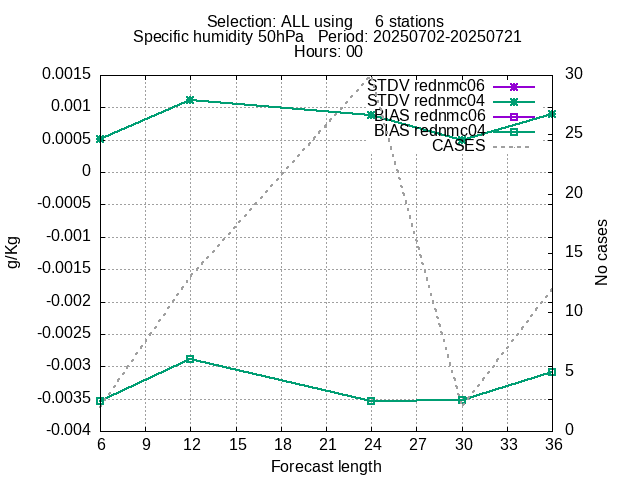 Selection: ALL using     6 stations
Specific humidity 50hPa   Period: 20250702-20250721
Hours: 00
0.0015
0.001
0.0005
0
-0.0005
-0.001
-0.0015
-0.002
-0.0025
-0.003
-0.0035
-0.004
g/Kg
STDV rednmc06
STDV rednmc04
BIAS rednmc06
BIAS rednmc04
CASES
30
25
20
15
10
5
0
No cases
6 9 12 15 18 21 24 27 30 33 36
Forecast length